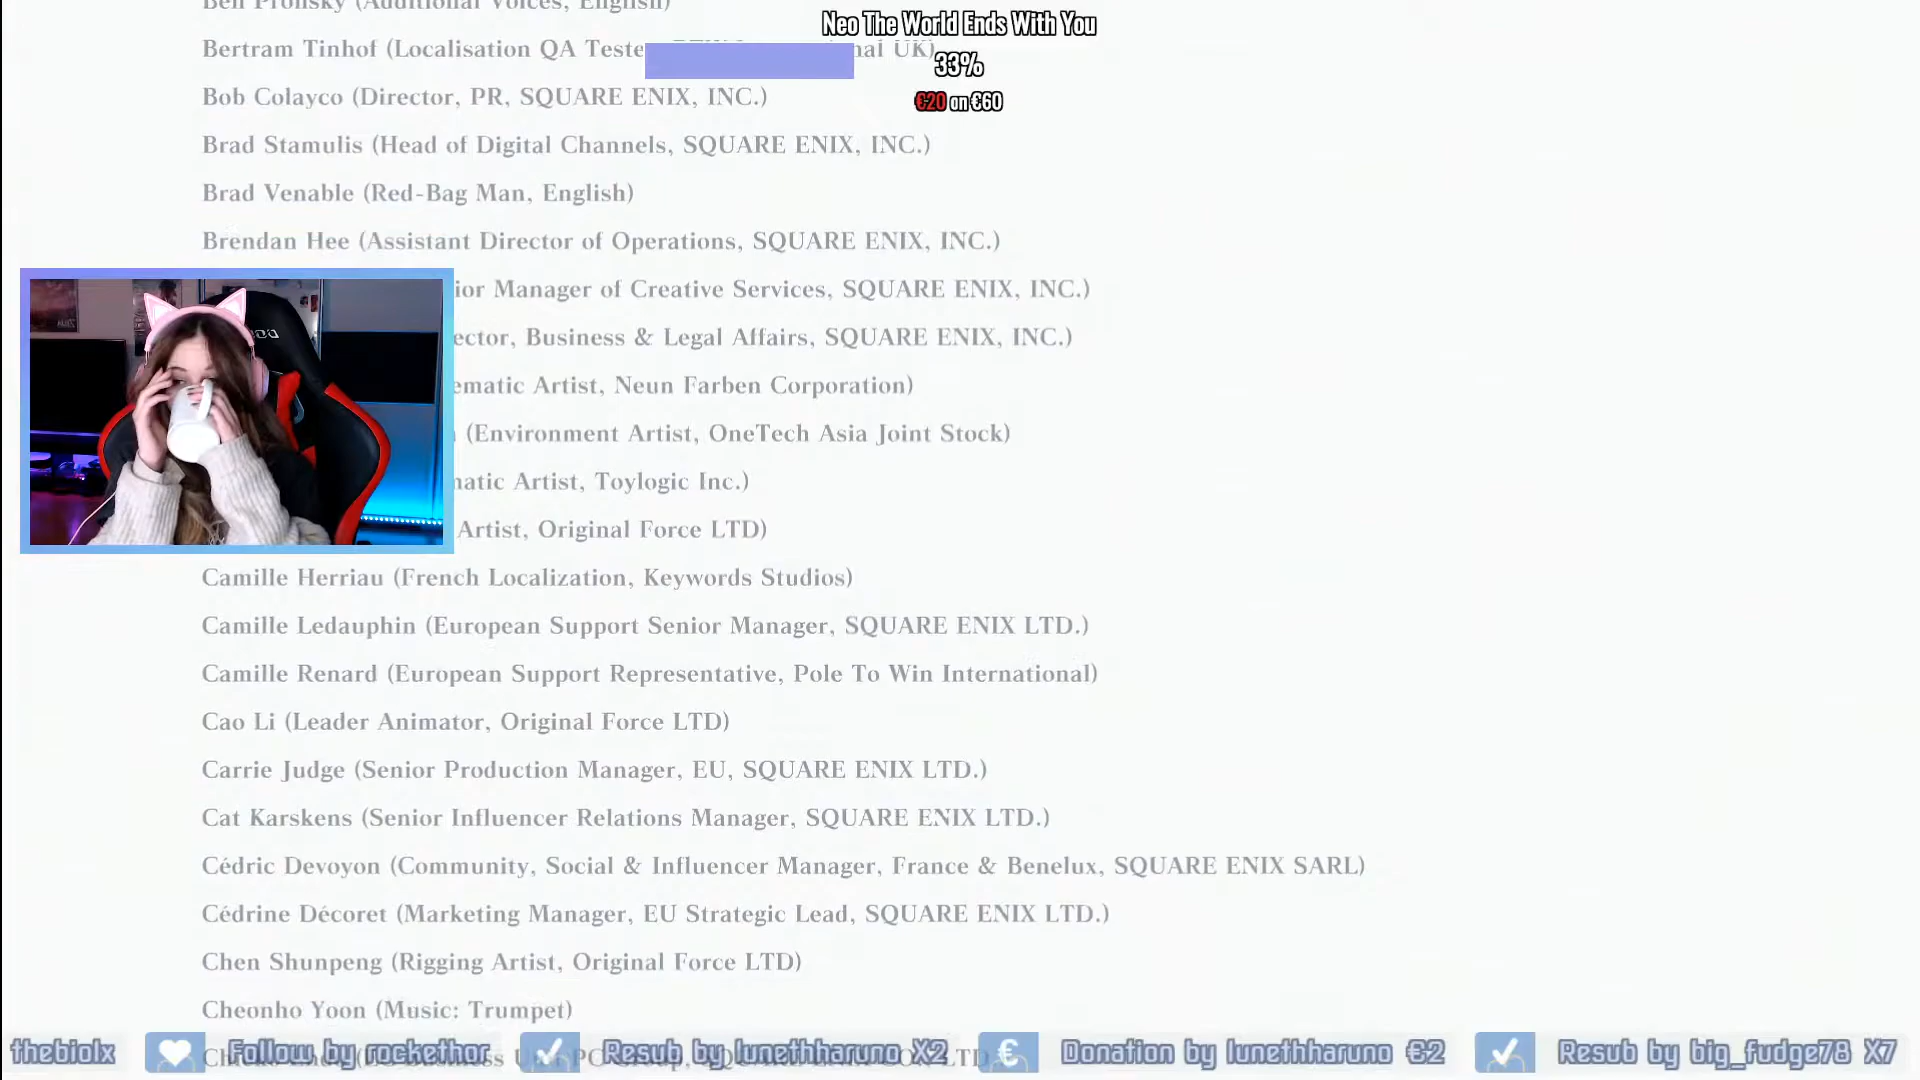 Neo The World Ends With You
33%
€20 on €60
Ben Pronsky (Additional Voices, English)
Bertram Tinhof (Localisation QA Teste
nal UK)
Bob Colayco (Director, PR, SQUARE ENIX, INC.)
Brad Stamulis (Head of Digital Channels, SQUARE ENIX, INC.)
Brad Venable (Red-Bag Man, English)
Brendan Hee (Assistant Director of Operations, SQUARE ENIX, INC.)
ior Manager of Creative Services, SQUARE ENIX, INC.)
ector, Business & Legal Affairs, SQUARE ENIX, INC.)
ematic Artist, Neun Farben Corporation)
(Environment Artist, OneTech Asia Joint Stock)
matic Artist, Toylogic Inc.)
Artist, Original Force LTD)
Camille Herriau (French Localization, Keywords Studios)
Camille Ledauphin (European Support Senior Manager, SQUARE ENIX LTD.)
Camille Renard (European Support Representative, Pole To Win International)
Cao Li (Leader Animator, Original Force LTD)
Carrie Judge (Senior Production Manager, EU, SQUARE ENIX LTD.)
Cat Karskens (Senior Influencer Relations Manager, SQUARE ENIX LTD.)
Cédric Devoyon (Community, Social & Influencer Manager, France & Benelux, SQUARE ENIX SARL)
Cédrine Décoret (Marketing Manager, EU Strategic Lead, SQUARE ENIX LTD.)
Chen Shunpeng (Rigging Artist, Original Force LTD)
Cheonho Yoon (Music: Trumpet)
thebiolx Follow by rockethor Resub by lunethharuno X2 Donation by lunethharuno €2 Resub by big_fudge78 X7